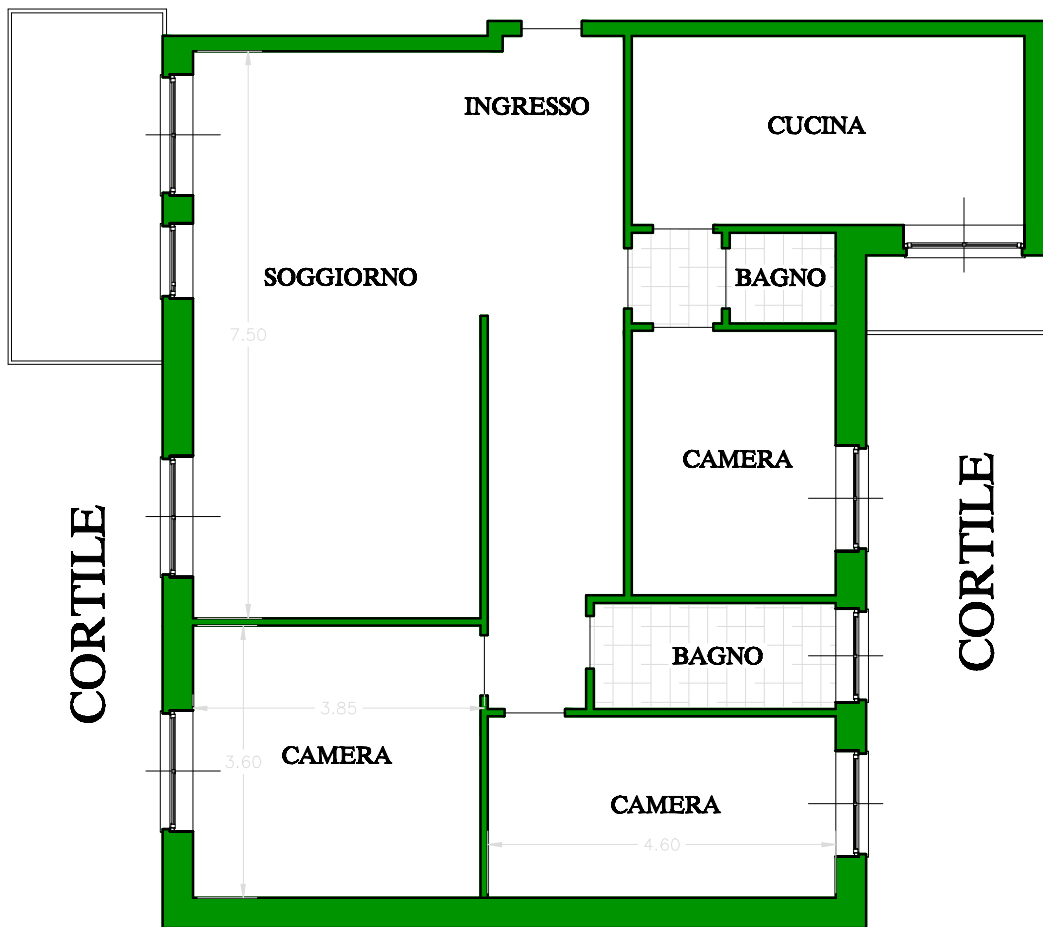 INGRESSO
CUCINA
SOGGIORNO
BAGNO
7.50
CAMERA
CORTILE
CORTILE
BAGNO
3.85
3.60
CAMERA
CAMERA
4.60